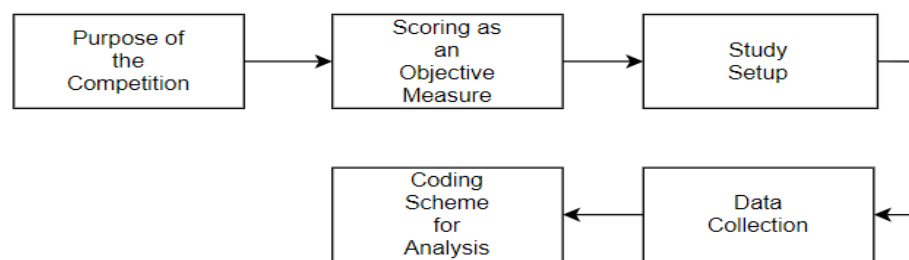 Purpose of
the
Competition
Scoring as
an
Objective
Measure
Study
Setup
Data
Collection
Coding
Scheme
for
Analysis